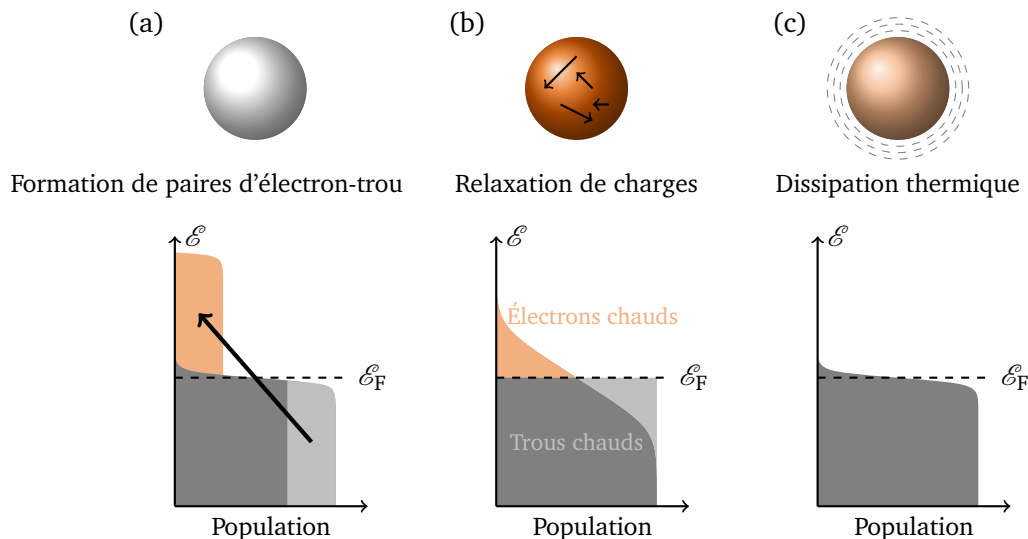 (a)
(b)
(c)
Formation de paires d'électron-trou
Relaxation de charges
Dissipation thermique
ℰ
ℰ
ℰ
Électrons chauds
ℰF
ℰF
ℰF
Trous chauds
Population
Population
Population